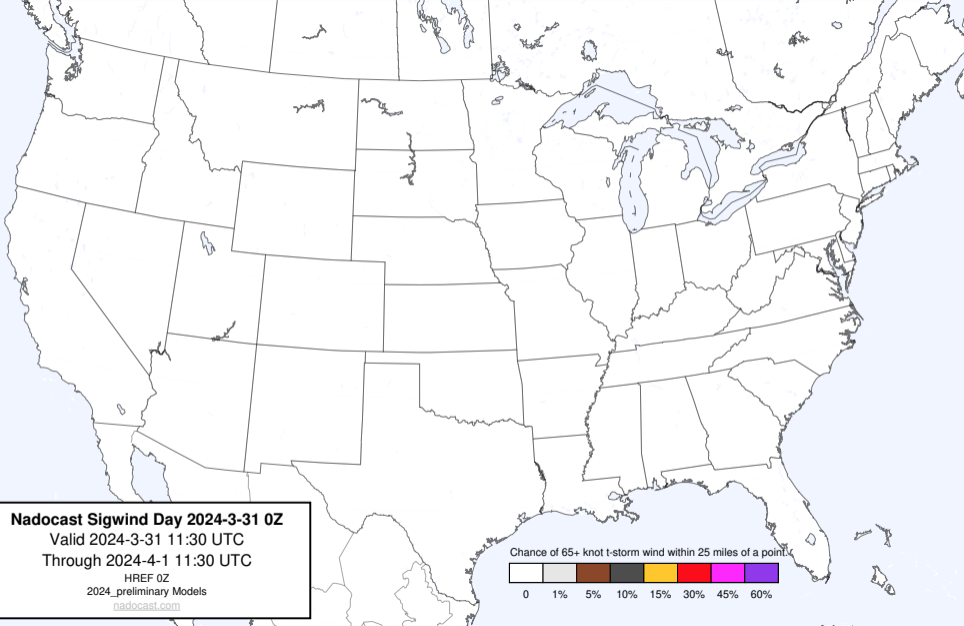 Nadocast Sigwind Day 2024-3-31 0Z
Valid 2024-3-31 11:30 UTC
Through 2024-4-1 11:30 UTC
HREF 0Z
2024_preliminary Models
nadocast.com
Chance of 65+ knot t-storm wind within 25 miles of a point.
0 1% 5% 10% 15% 30% 45% 60%